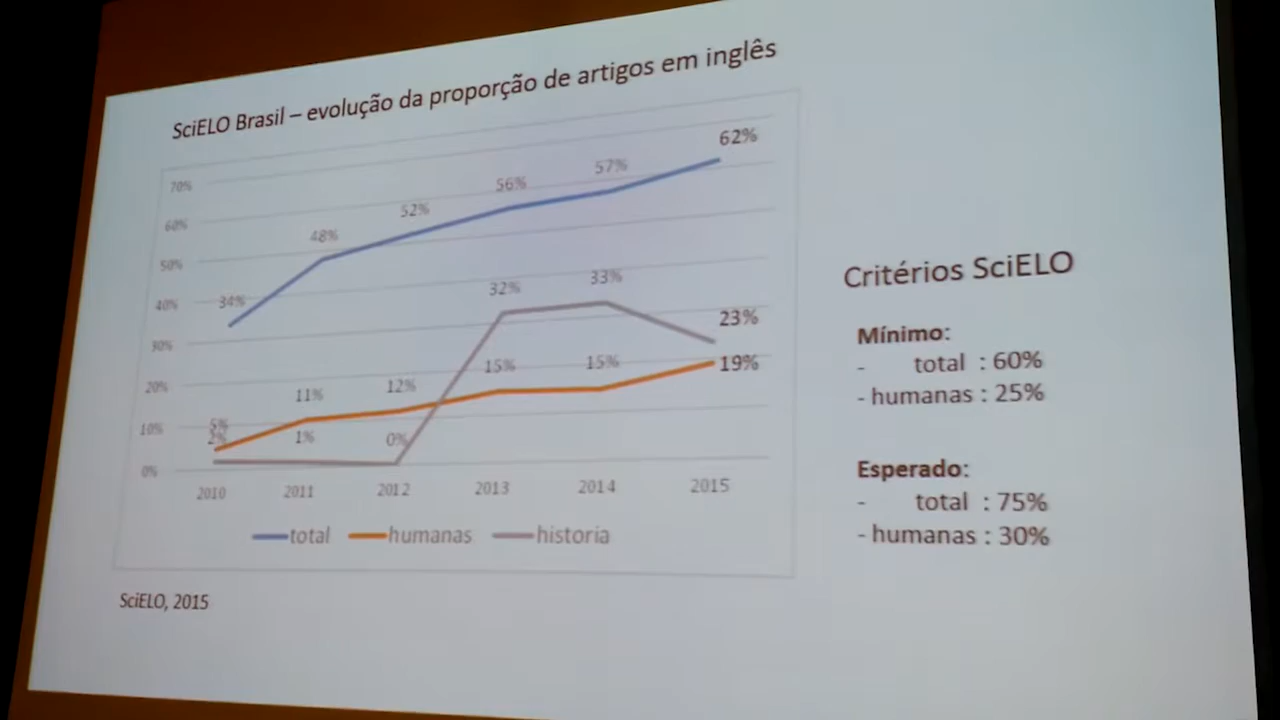 SciELO Brasil – evolução da proporção de artigos em inglês
70%
60%
50%
40%
30%
20%
10%
0%
34%
48%
52%
56%
57%
62%
5%
11%
12%
15%
15%
19%
2%
1%
0%
32%
33%
23%
2010 2011 2012 2013 2014 2015
total humanas historia
SciELO, 2015
Critérios SciELO
Mínimo:
- total : 60%
- humanas : 25%
Esperado:
- total : 75%
- humanas : 30%